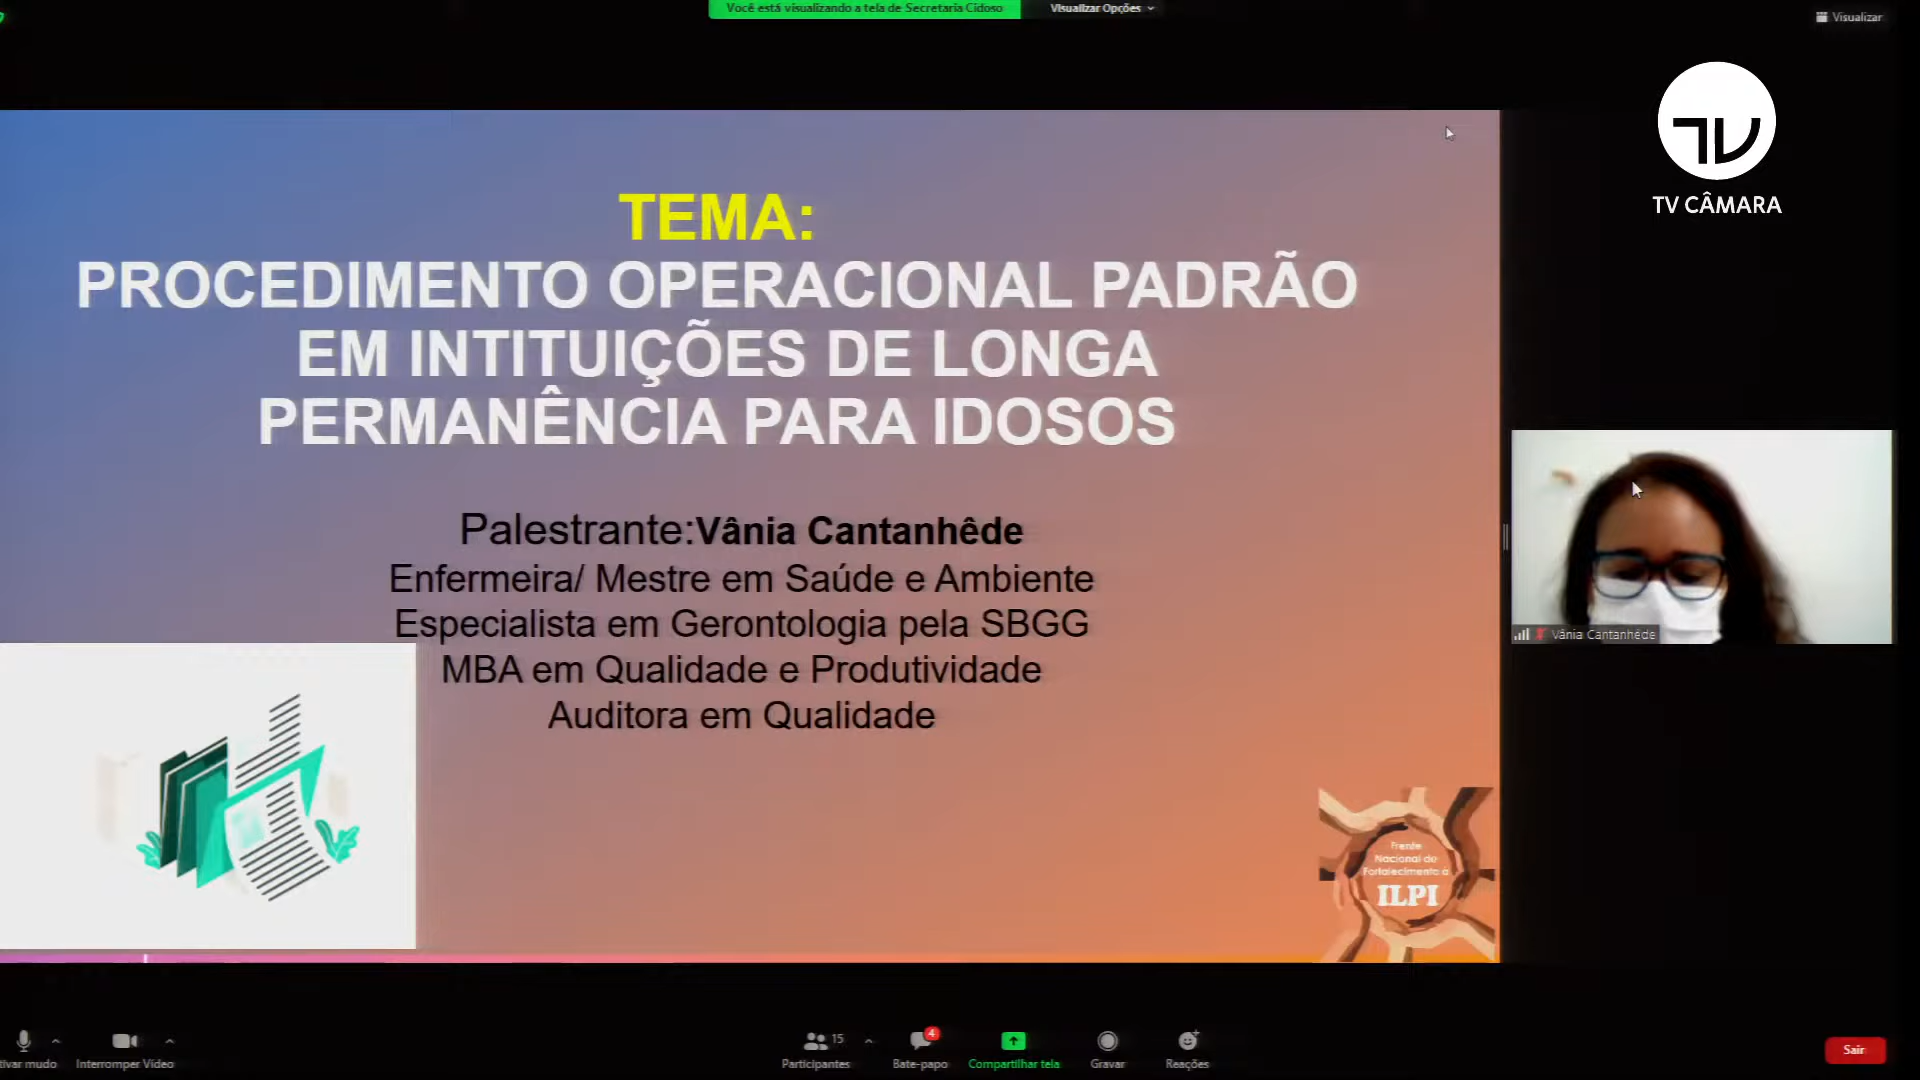 Você está visualizando a tela de Secretaria Cidoso
Visualizar Opções
Visualizar
TV CÂMARA
TEMA:
PROCEDIMENTO OPERACIONAL PADRÃO
EM INTITUIÇÕES DE LONGA
PERMANÊNCIA PARA IDOSOS
Palestrante:Vânia Cantanhêde
Enfermeira/ Mestre em Saúde e Ambiente
Especialista em Gerontologia pela SBGG
MBA em Qualidade e Produtividade
Auditora em Qualidade
Vânia Cantanhêde
Frente
Nacional de
Fortalecimento à
ILPI
tivar mudo
Interromper Vídeo
15
Participantes
4
Bate-papo
Compartilhar tela
Gravar
Reações
Sair